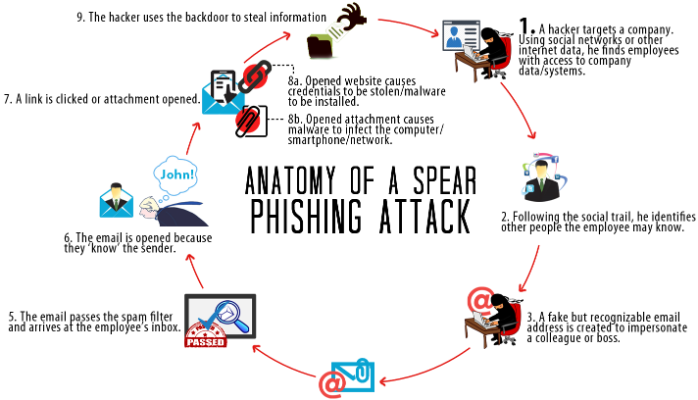 9. The hacker uses the backdoor to steal information
1. A hacker targets a company.
Using social networks or other
internet data, he finds employees
with access to company
data/systems.
8a. Opened website causes
credentials to be stolen/malware
to be installed.
7. A link is clicked or attachment opened.
8b. Opened attachment causes
malware to infect the computer/
smartphone/network.
John!
ANATOMY OF A SPEAR
PHISHING ATTACK
2. Following the social trail, he identifies
other people the employee may know.
6. The email is opened because
they ‘know’ the sender.
5. The email passes the spam filter
and arrives at the employee's inbox.
PASSED
3. A fake but recognizable email
address is created to impersonate
a colleague or boss.